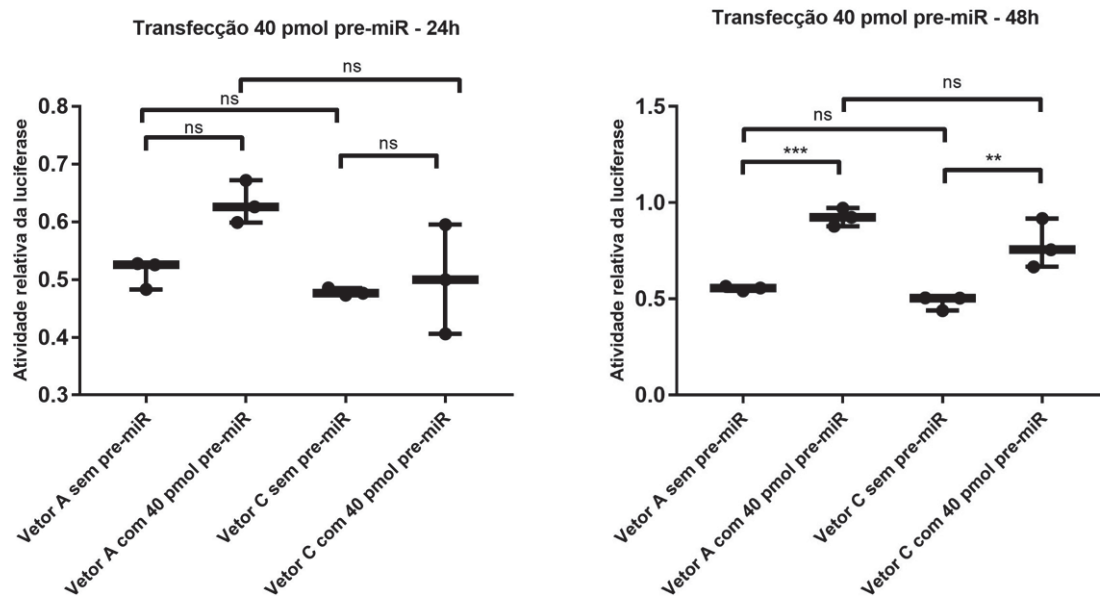 Transfecção 40 pmol pre-miR - 24h
Atividade relativa da luciferase
0.8
0.7
0.6
0.5
0.4
0.3
ns
ns
ns
ns
Vetor A sem pre-miR
Vetor A com 40 pmol pre-miR
Vetor C sem pre-miR
Vetor C com 40 pmol pre-miR
Transfecção 40 pmol pre-miR - 48h
Atividade relativa da luciferase
1.5
1.0
0.5
0.0
ns
ns
***
**
Vetor A sem pre-miR
Vetor A com 40 pmol pre-miR
Vetor C sem pre-miR
Vetor C com 40 pmol pre-miR